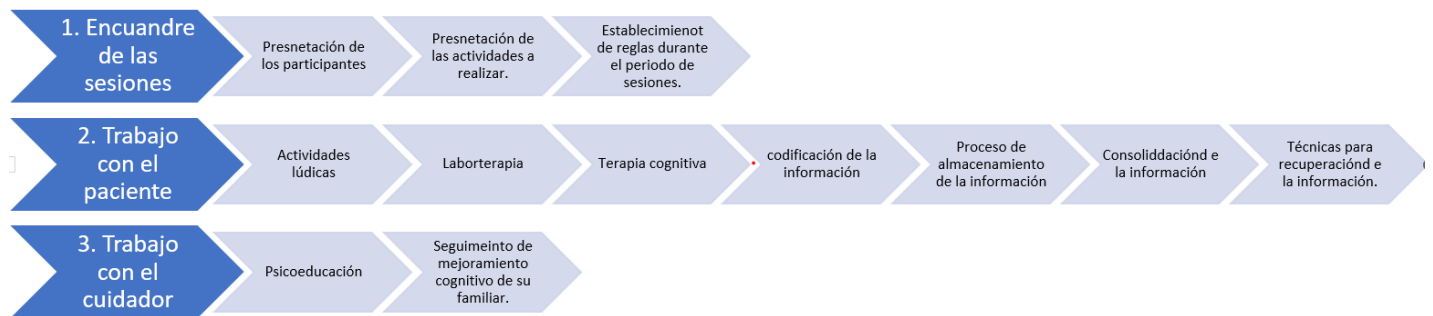 1. Encuandre
de las
sesiones
Presnetación de
los participantes
Presnetación de
las actividades a
realizar.
Establecimienot
de reglas durante
el periodo de
sesiones.
2. Trabajo
con el
paciente
Actividades
lúdicas
Laborterapia
Terapia cognitiva
codificación de la
información
Proceso de
almacenamiento
de la información
Consoliddaciónd e
la información
Técnicas para
recuperaciónd e
la información.
3. Trabajo
con el
cuidador
Psicoeducación
Seguimeinto de
mejoramiento
cognitivo de su
familiar.